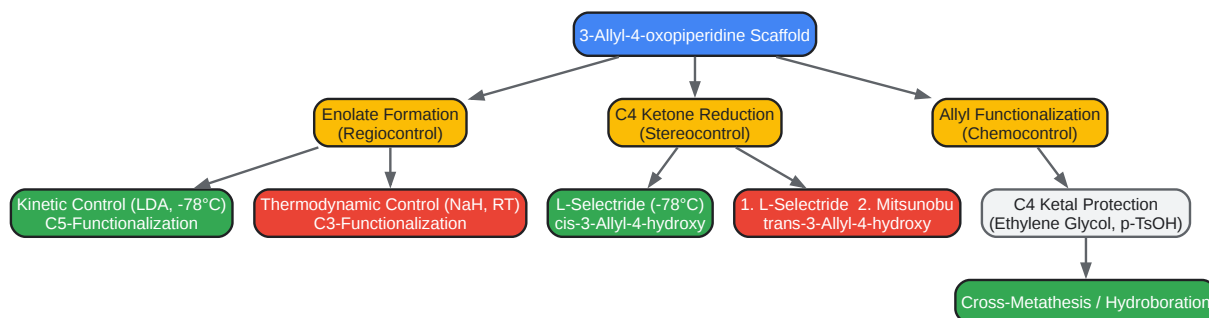 3-Allyl-4-oxopiperidine Scaffold
Enolate Formation
(Regiocontrol)
C4 Ketone Reduction
(Stereocontrol)
Allyl Functionalization
(Chemocontrol)
Kinetic Control (LDA, -78°C)
C5-Functionalization
Thermodynamic Control (NaH, RT)
C3-Functionalization
L-Selectride (-78°C)
cis-3-Allyl-4-hydroxy
1. L-Selectride  2. Mitsunobu
trans-3-Allyl-4-hydroxy
C4 Ketal Protection
(Ethylene Glycol, p-TsOH)
Cross-Metathesis / Hydroboration